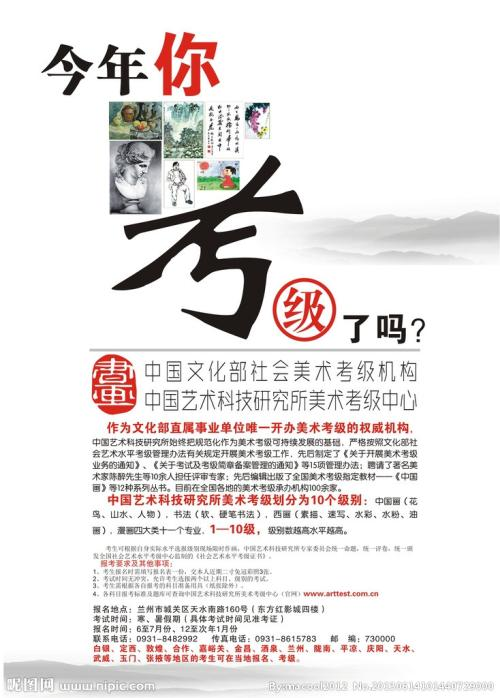 今年你
考级了吗？
中国文化部社会美术考级机构
中国艺术科技研究所美术考级中心
作为文化部直属事业单位唯一开办美术考级的权威机构，
中国艺术科技研究所始终把规范化作为美术考级可持续发展的基础，严格按照文化部社
会艺术水平考级管理办法有关规定开展美术考级工作，先后制定了《关于开展美术考级
业务的通知》、《关于考试及考级简章备案管理的通知》等15项管理办法；聘请了著名美
术家陈醉先生等10余人担任评审专家；先后编辑出版了全国美术考级指定教材——《中国
画》等12种系列丛书。目前在全国各地的美术考级承办机构100余家。
中国艺术科技研究所美术考级划分为10个级别：中国画（花
鸟、山水、人物），书法（软、硬笔书法），西画（素描、速写、水彩、水粉、油
画），漫画四大类十一个专业，1—10级，级别数越高水平越高。
考生可根据自身实际水平选报级别现场限时作画，中国艺术科技研究所专家委员会统一命题，统一评卷，统一颁
发全国社会艺术水平考级中心监制的《社会艺术水平考级证书》。
报考要求及其他事项：
1、考生报名时需填写报名表一份，交本人近期二寸免冠彩照3张。
2、考试时间无冲突，允许考生选报两个以上科目、级别的考试。
3、考生需根据各自报考的科目准备用具（纸张除外）。
4、各科目报考标准及题库可查询中国艺术科技研究所美术考级中心（官网）www.arttest.com.cn
报名地点：兰州市城关区天水南路160号（东方红影城四楼）
考试时间：寒、暑假期（具体考试时间见准考证）
报名时间：6至7月份、12至次年1月份
联系电话：0931-8482992 传真电话：0931-8615783 邮 编：730000
白银、定西、敦煌、合作、嘉峪关、金昌、酒泉、兰州、陇南、临夏、平凉、庆阳、天水、
武威、玉门、张掖等地区的考生可在当地报名、考级。
昵图网 www.nipic.com
By:macool2012 No:20130614101440729000